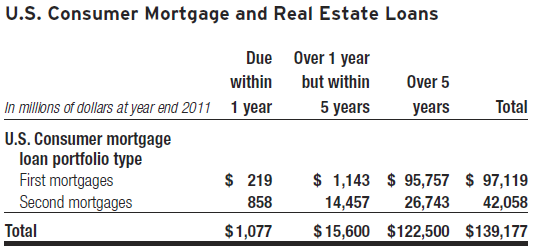 U.S. Consumer Mortgage and Real Estate Loans
Due Over 1 year
within but within Over 5
In millions of dollars at year end 2011 1 year 5 years years Total
U.S. Consumer mortgage
loan portfolio type
First mortgages $ 219 $ 1,143 $ 95,757 $ 97,119
Second mortgages 858 14,457 26,743 42,058
Total $1,077 $15,600 $122,500 $139,177